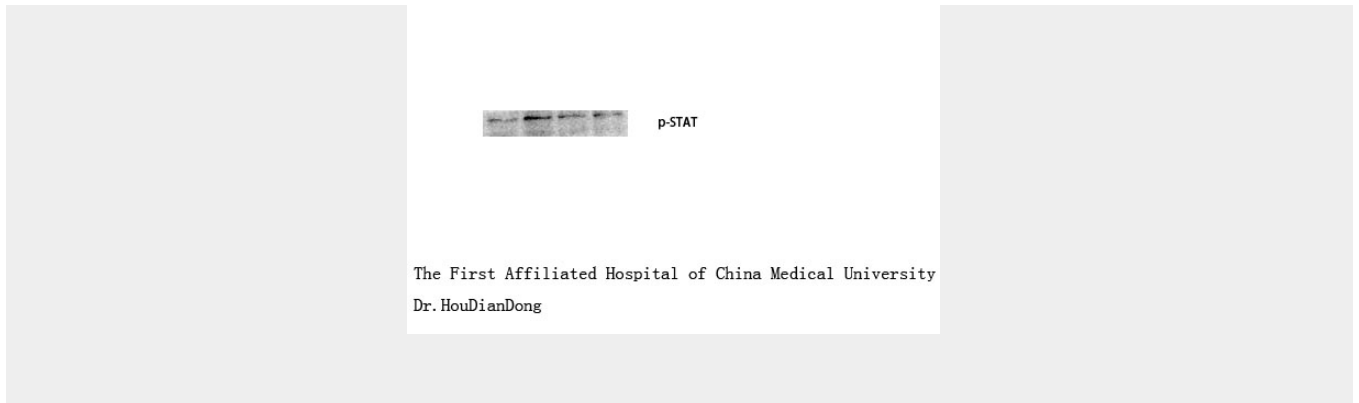 p-STAT
The First Affiliated Hospital of China Medical University
Dr.HouDianDong